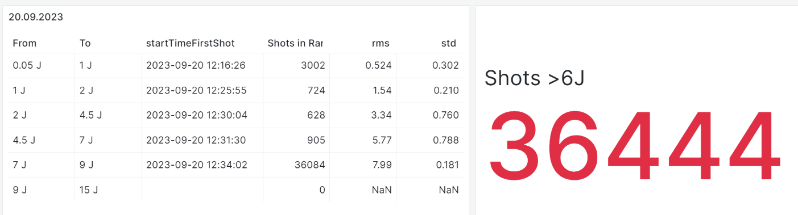 20.09.2023
From To startTimeFirstShot Shots in Rar rms std
0.05 J 1 J 2023-09-20 12:16:26 3002 0.524 0.302
1 J 2 J 2023-09-20 12:25:55 724 1.54 0.210
2 J 4.5 J 2023-09-20 12:30:04 628 3.34 0.760
4.5 J 7 J 2023-09-20 12:31:30 905 5.77 0.788
7 J 9 J 2023-09-20 12:34:02 36084 7.99 0.181
9 J 15 J 0 NaN NaN
Shots >6J
36444